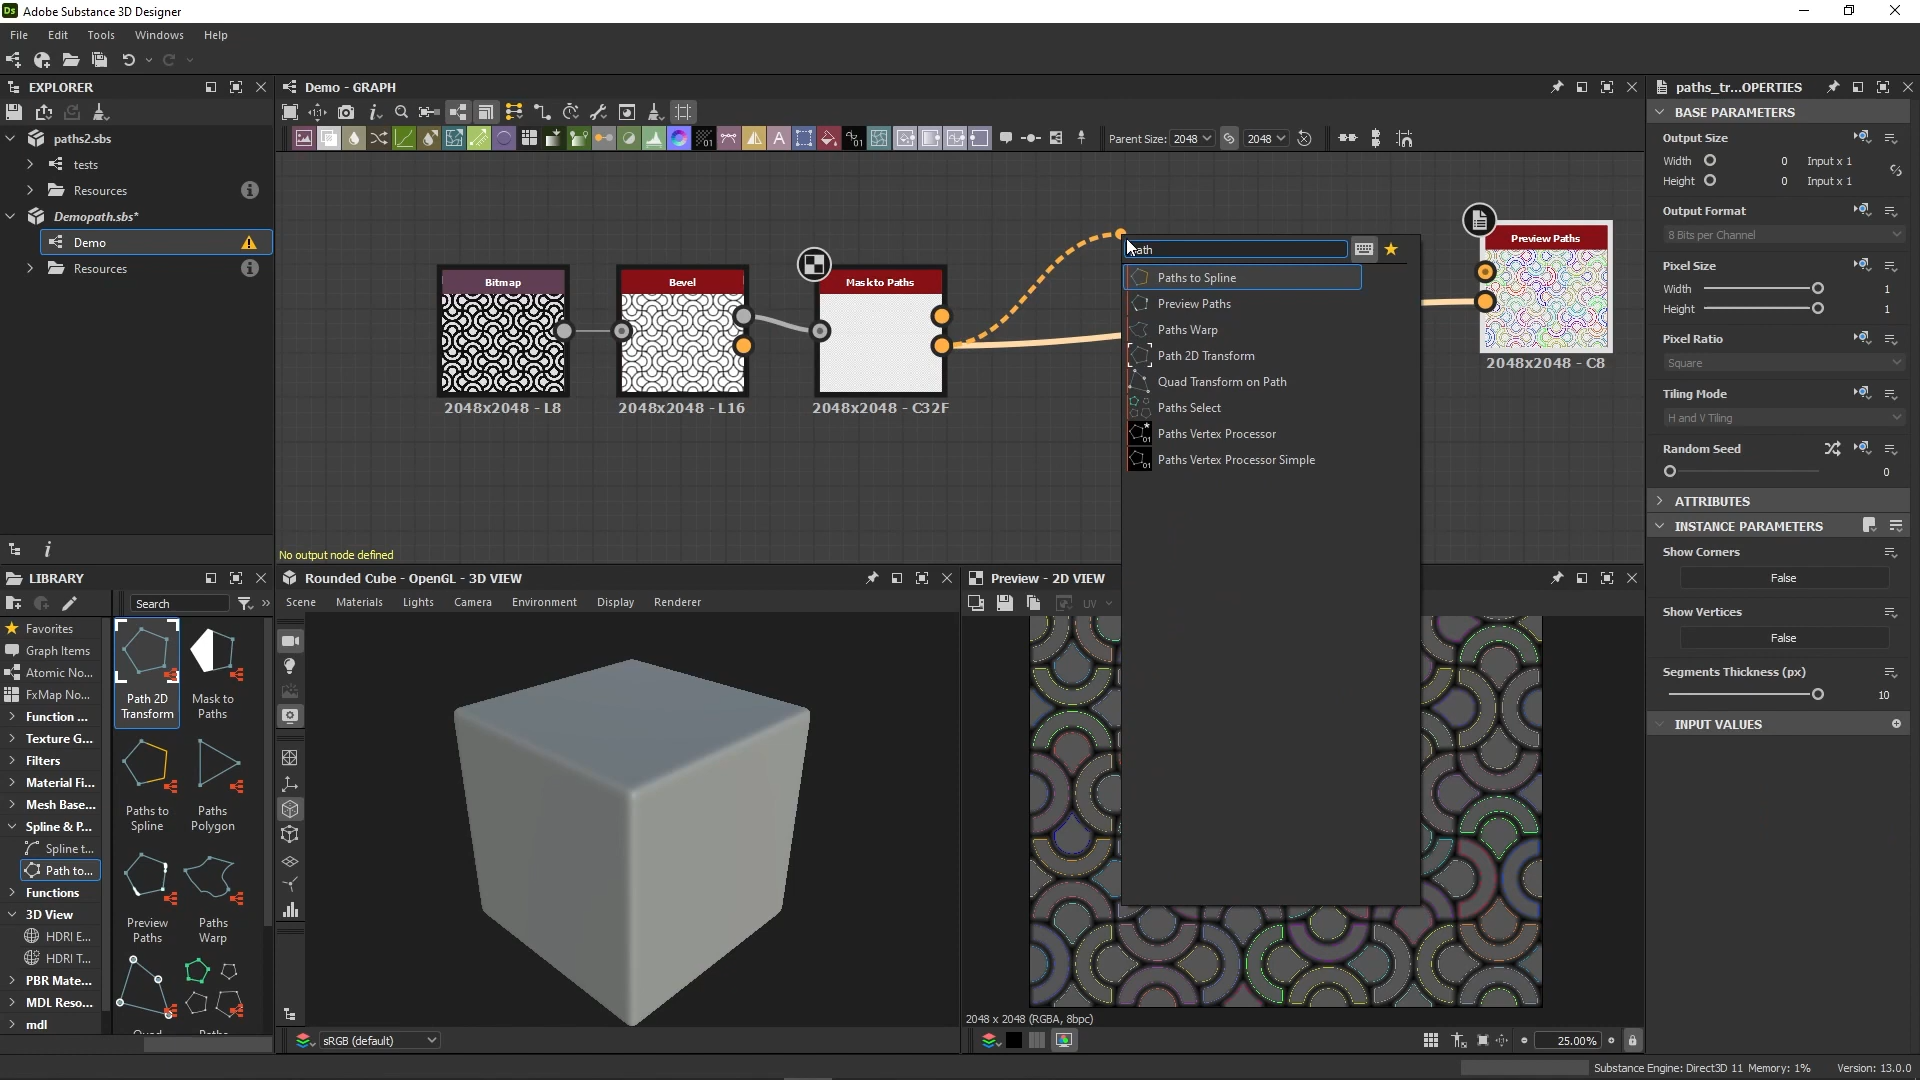 Ds Adobe Substance 3D Designer
File Edit Tools Windows Help
EXPLORER
paths2.sbs
tests
Resources
Demopath.sbs*
Demo
Resources
Demo - GRAPH
Parent Size: 2048 2048
Bitmap
2048x2048 - L8
Bevel
2048x2048 - L16
Mask to Paths
2048x2048 - C32F
Preview Paths
2048x2048 - C8
No output node defined
Paths to Spline
Preview Paths
Paths Warp
Path 2D Transform
Quad Transform on Path
Paths Select
Paths Vertex Processor
Paths Vertex Processor Simple
paths_tr...OPERTIES
BASE PARAMETERS
Output Size
Width 0 Input x 1
Height 0 Input x 1
Output Format
8 Bits per Channel
Pixel Size
Width 1
Height 1
Pixel Ratio
Square
Tiling Mode
H and V Tiling
Random Seed
0
ATTRIBUTES
INSTANCE PARAMETERS
Show Corners
False
Show Vertices
False
Segments Thickness (px)
10
INPUT VALUES
LIBRARY
Search
Favorites
Graph Items
Atomic No...
FxMap No...
Function ...
Texture G...
Filters
Material Fi...
Mesh Base...
Spline & P...
Spline t...
Path to...
Functions
3D View
HDRI E...
HDRI T...
PBR Mate...
MDL Reso...
mdl
Path 2D Transform
Mask to Paths
Paths to Spline
Paths Polygon
Preview Paths
Paths Warp
Rounded Cube - OpenGL - 3D VIEW
Scene Materials Lights Camera Environment Display Renderer
sRGB (default)
Preview - 2D VIEW
UV
2048 x 2048 (RGBA, 8bpc)
25.00%
Substance Engine: Direct3D 11 Memory: 1% Version: 13.0.0